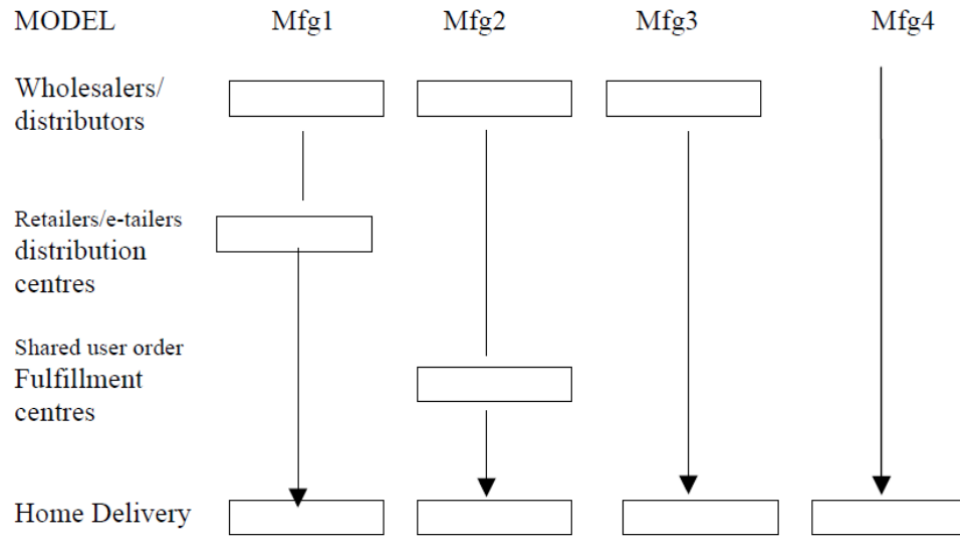 MODEL Mfg1 Mfg2 Mfg3 Mfg4
Wholesalers/
distributors
Retailers/e-tailers
distribution
centres
Shared user order
Fulfillment
centres
Home Delivery